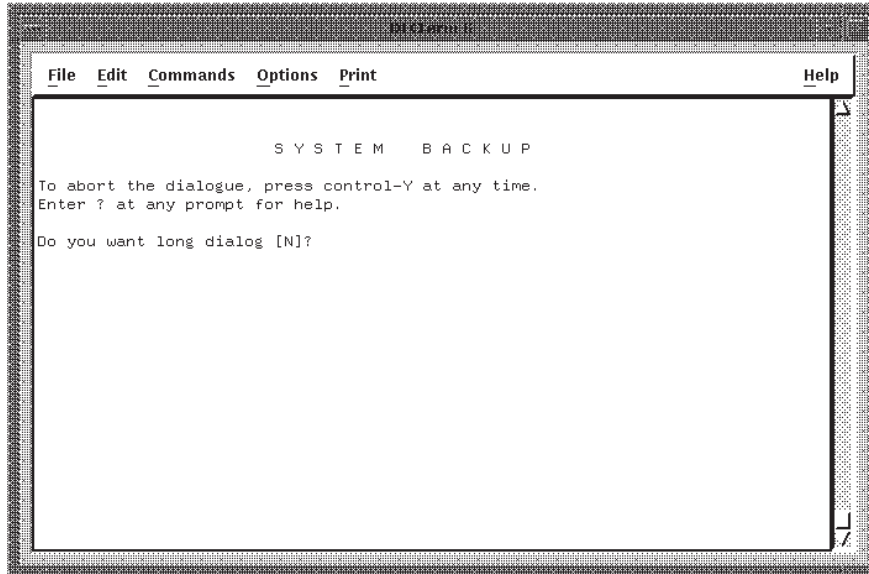 File Edit Commands Options Print Help
S Y S T E M B A C K U P
To abort the dialogue, press control-Y at any time.
Enter ? at any prompt for help.
Do you want long dialog [N]?